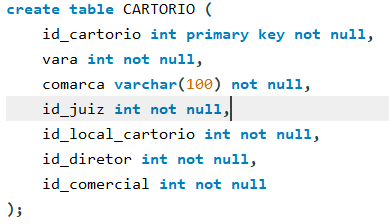 create table CARTORIO (
id_cartorio int primary key not null,
vara int not null,
comarca varchar(100) not null,
id_juiz int not null,
id_local_cartorio int not null,
id_diretor int not null,
id_comercial int not null
);